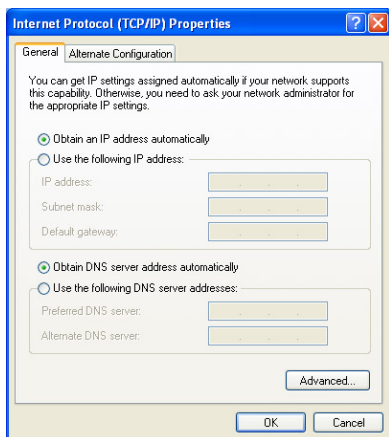 Internet Protocol (TCP/IP) Properties
General
Alternate Configuration
You can get IP settings assigned automatically if your network supports
this capability. Otherwise, you need to ask your network administrator for
the appropriate IP settings.
Obtain an IP address automatically
Use the following IP address:
IP address:
Subnet mask:
Default gateway:
Obtain DNS server address automatically
Use the following DNS server addresses:
Preferred DNS server:
Alternate DNS server:
Advanced...
OK
Cancel